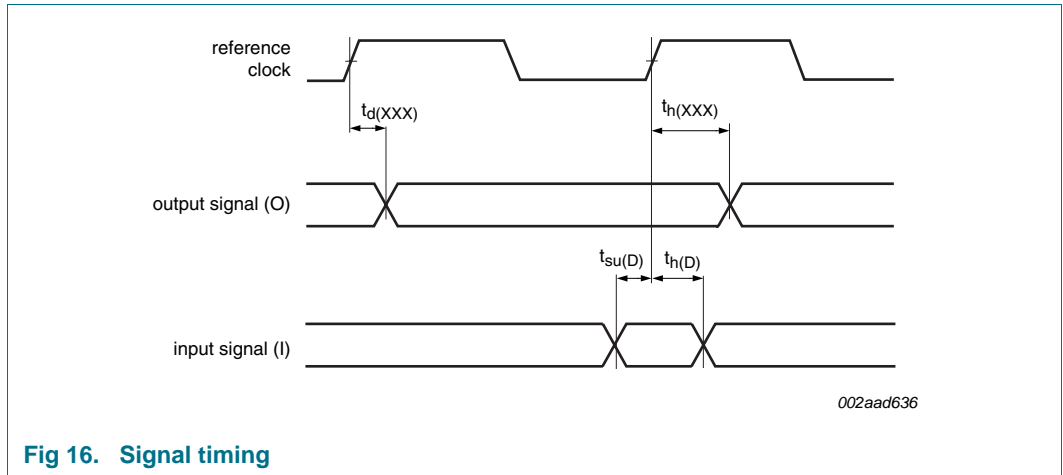 reference
clock
td(XXX)
th(XXX)
output signal (O)
tsu(D)
th(D)
input signal (I)
002aad636
Fig 16. Signal timing